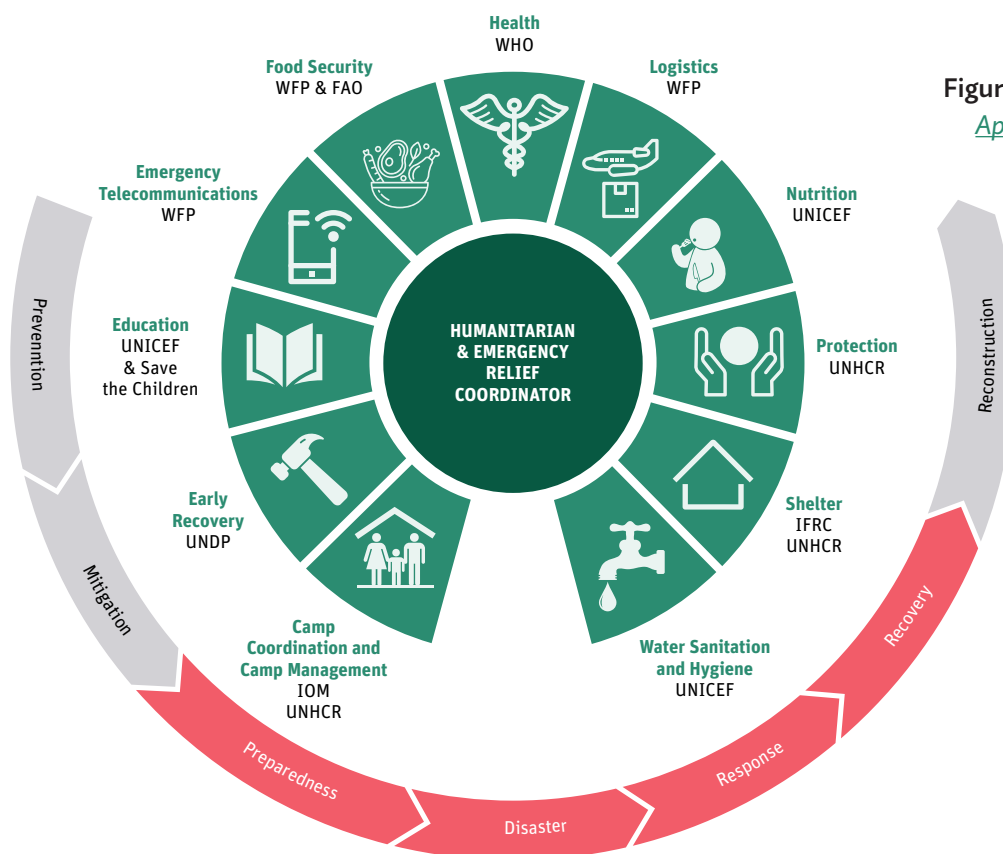 Health
WHO
Food Security
WFP & FAO
Logistics
WFP
Figur
Ap
Emergency
Telecommunications
WFP
Nutrition
UNICEF
Education
UNICEF
& Save
the Children
HUMANITARIAN
& EMERGENCY
RELIEF
COORDINATOR
Protection
UNHCR
Early
Recovery
UNDP
Shelter
IFRC
UNHCR
Camp
Coordination and
Camp Management
IOM
UNHCR
Water Sanitation
and Hygiene
UNICEF
Prevenntion
Mitigation
Preparedness
Disaster
Response
Recovery
Reconstruction